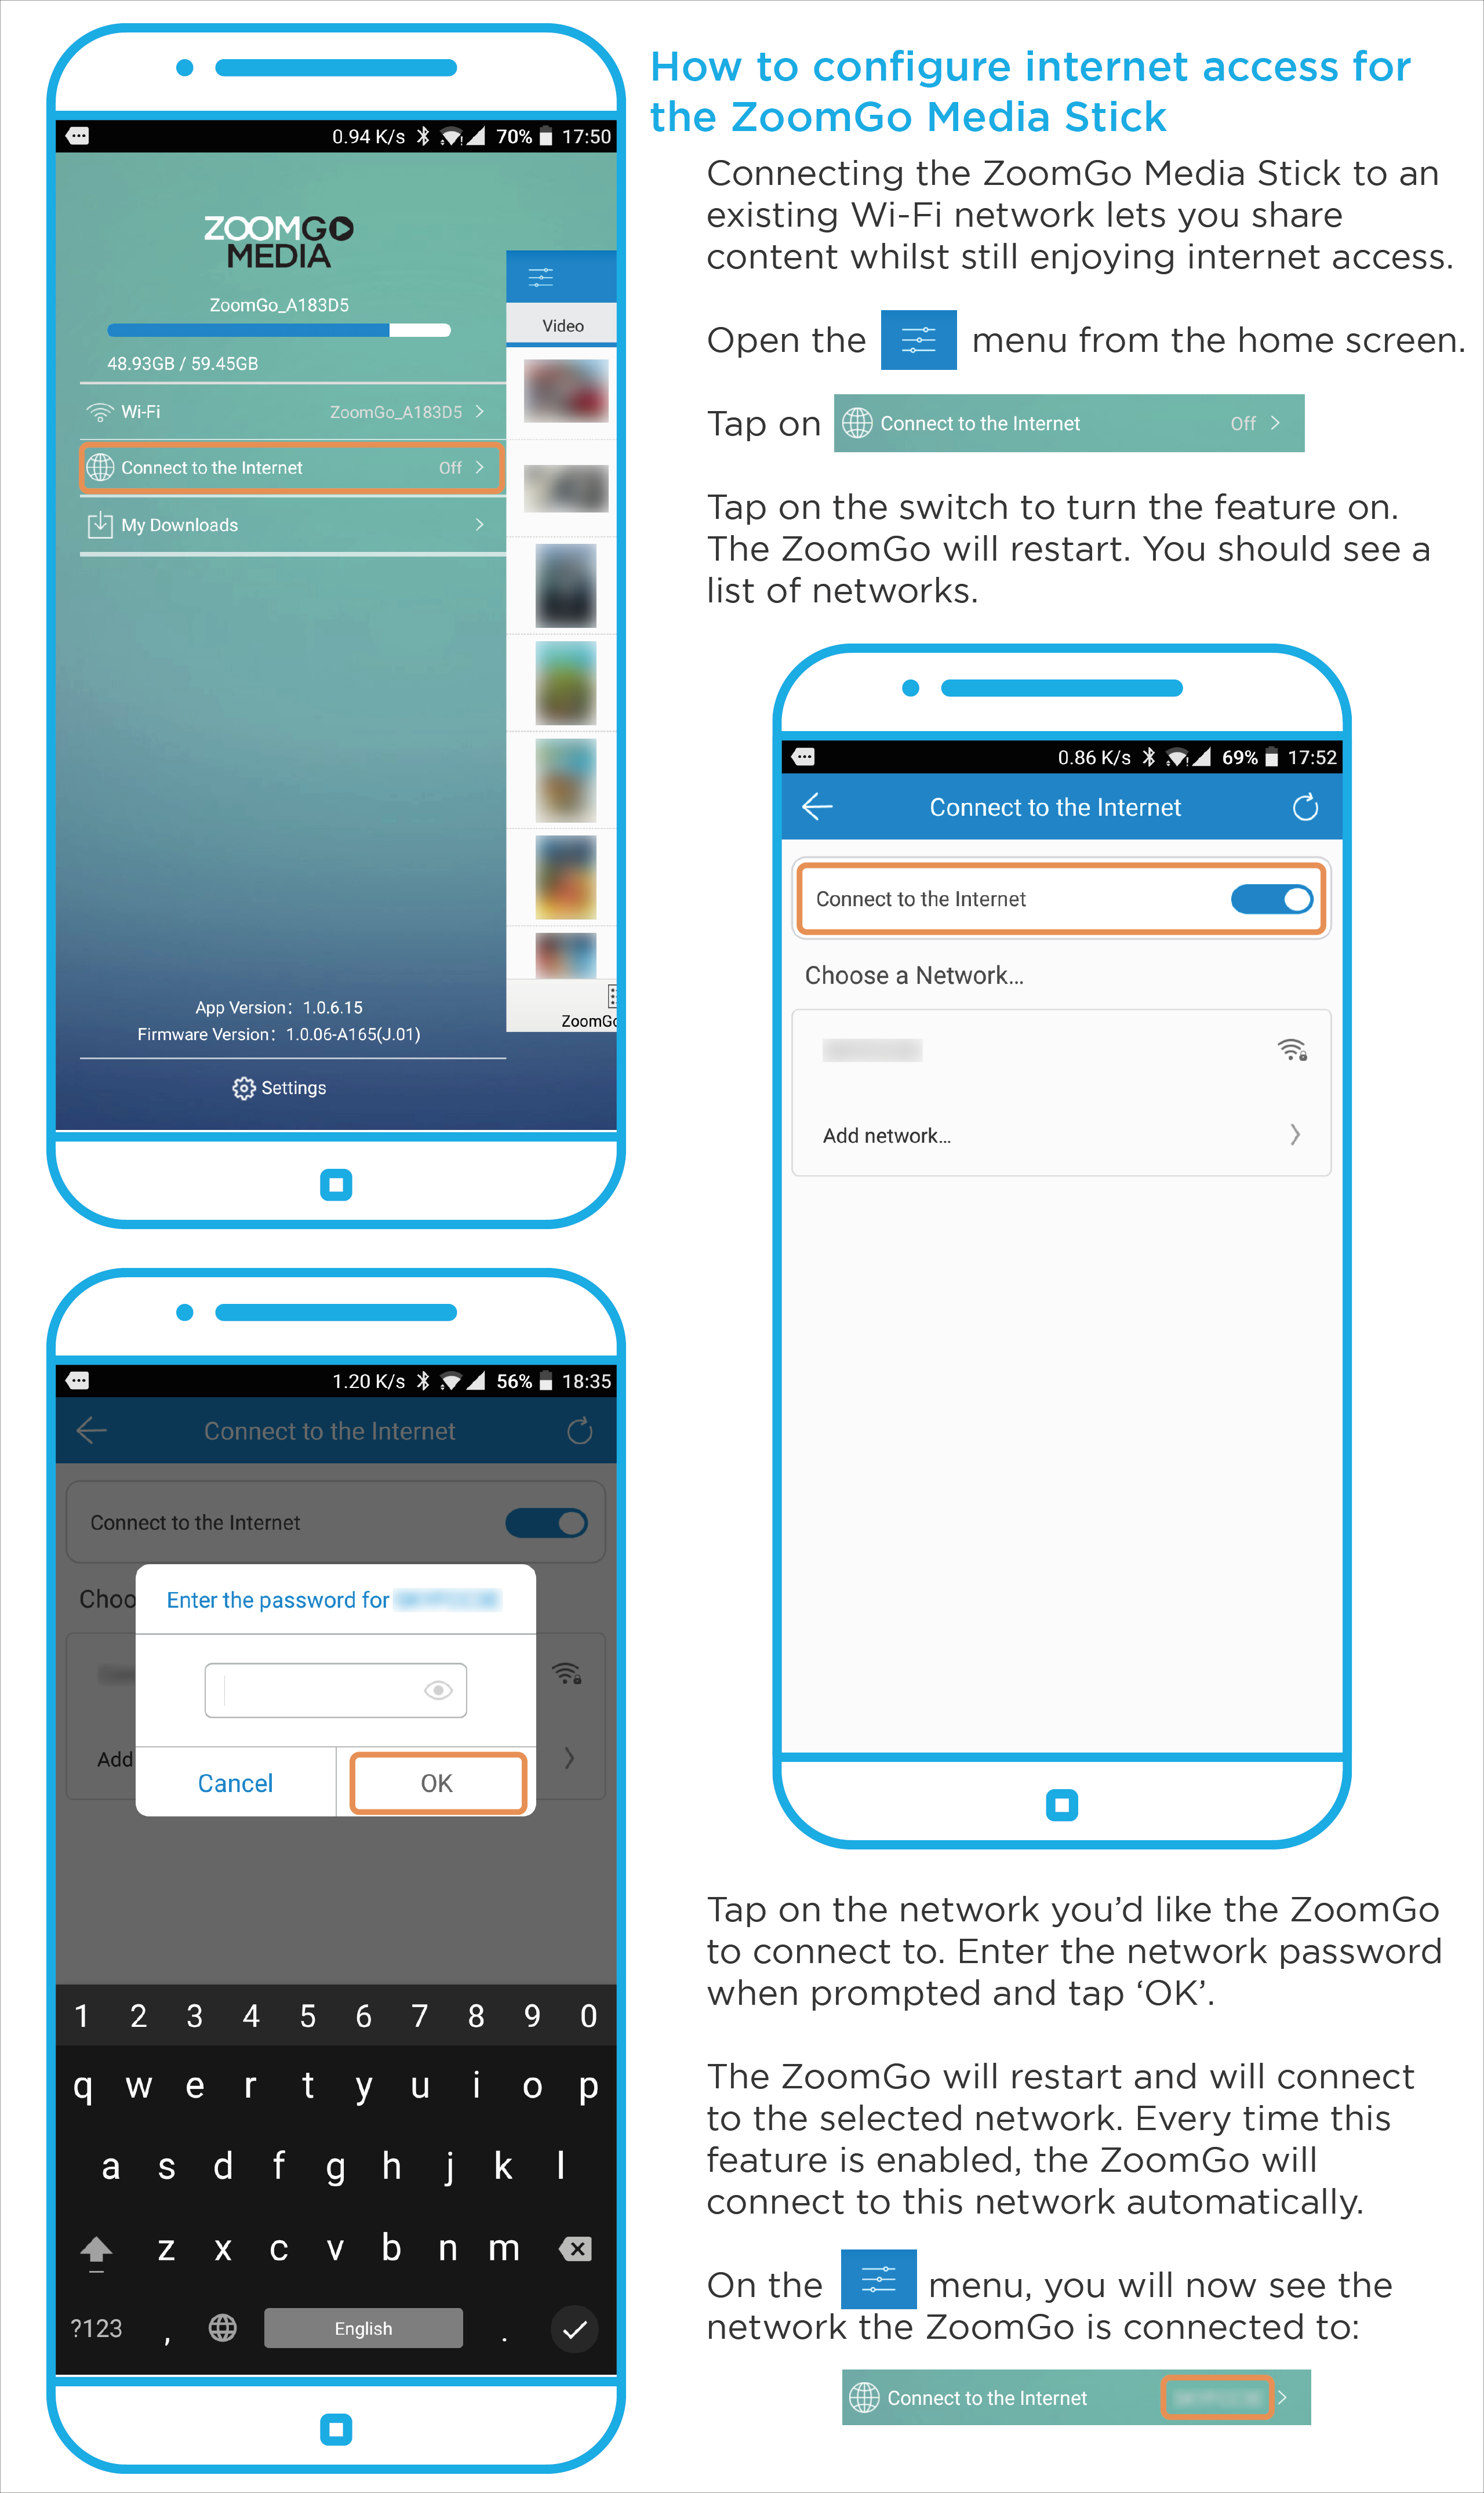 How to configure internet access for
the ZoomGo Media Stick
Connecting the ZoomGo Media Stick to an
existing Wi-Fi network lets you share
content whilst still enjoying internet access.
Open the menu from the home screen.
Tap on Connect to the Internet Off
Tap on the switch to turn the feature on.
The ZoomGo will restart. You should see a
list of networks.
0.94 K/s 70% 17:50
ZOOMGO
MEDIA
ZoomGo_A183D5
48.93GB / 59.45GB
Video
Wi-Fi ZoomGo_A183D5
Connect to the Internet Off
My Downloads
App Version: 1.0.6.15
Firmware Version: 1.0.06-A165(J.01)
ZoomGo
Settings
0.86 K/s 69% 17:52
Connect to the Internet
Connect to the Internet
Choose a Network...
Add network...
1.20 K/s 56% 18:35
Connect to the Internet
Connect to the Internet
Choo
Enter the password for
Add
Cancel OK
1 2 3 4 5 6 7 8 9 0
q w e r t y u i o p
a s d f g h j k l
z x c v b n m
?123 , English .
Tap on the network you’d like the ZoomGo
to connect to. Enter the network password
when prompted and tap ‘OK’.
The ZoomGo will restart and will connect
to the selected network. Every time this
feature is enabled, the ZoomGo will
connect to this network automatically.
On the menu, you will now see the
network the ZoomGo is connected to:
Connect to the Internet